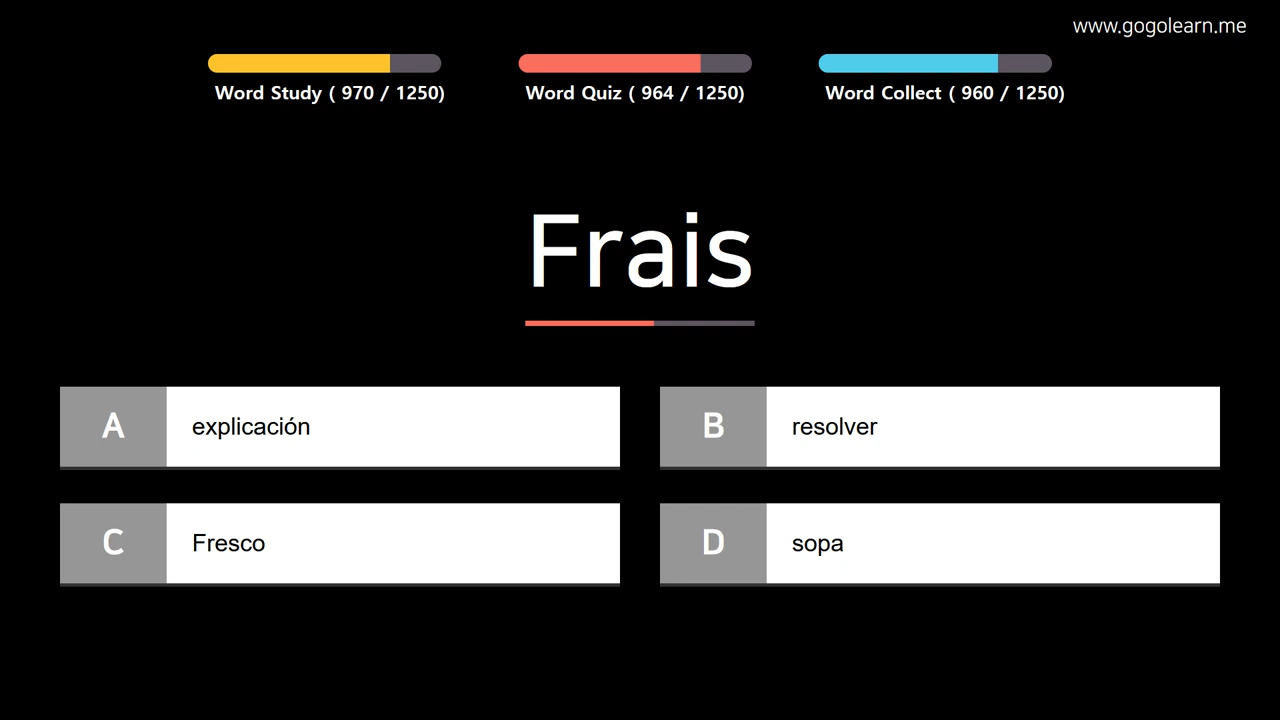 www.gogolearn.me
Word Study ( 970 / 1250)
Word Quiz ( 964 / 1250)
Word Collect ( 960 / 1250)
Frais
A explicación
B resolver
C Fresco
D sopa